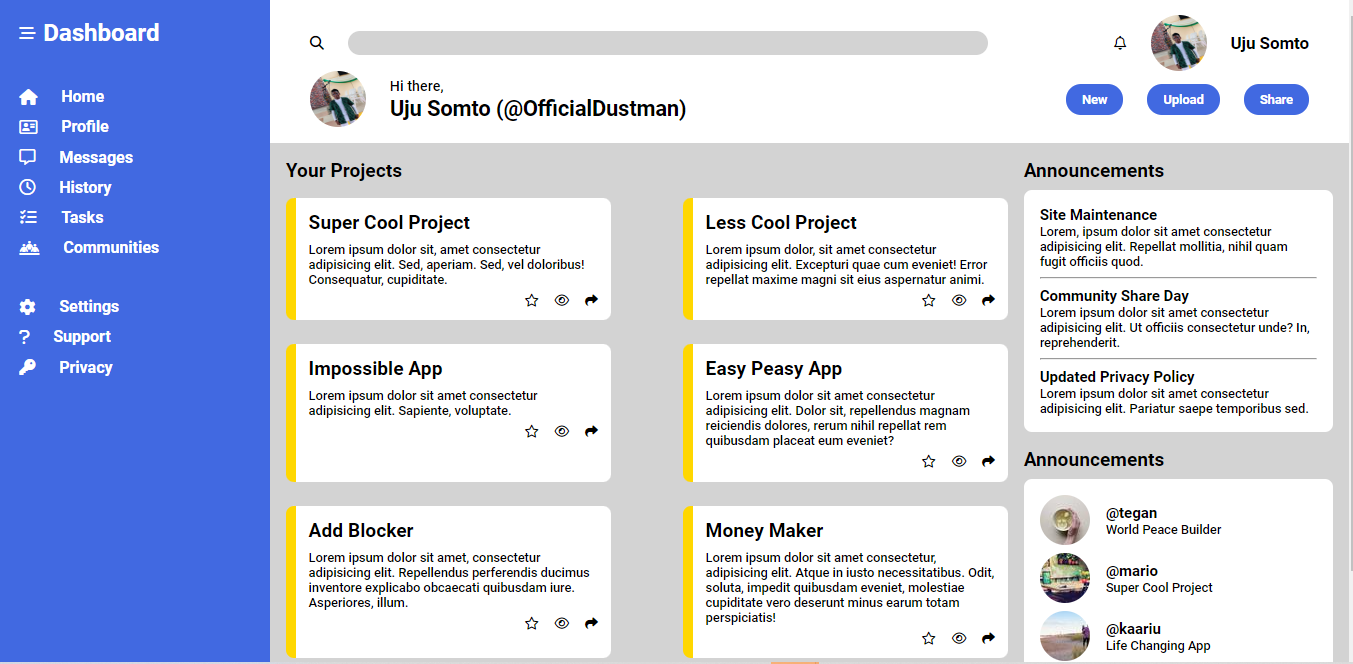 Dashboard
Home
Profile
Messages
History
Tasks
Communities
Settings
Support
Privacy
Uju Somto
Hi there,
Uju Somto (@OfficialDustman)
New
Upload
Share
Your Projects
Super Cool Project
Lorem ipsum dolor sit, amet consectetur
adipisicing elit. Sed, aperiam. Sed, vel doloribus!
Consequatur, cupiditate.
Less Cool Project
Lorem ipsum dolor, sit amet consectetur
adipisicing elit. Excepturi quae cum eveniet! Error
repellat maxime magni sit eius aspernatur animi.
Impossible App
Lorem ipsum dolor sit amet consectetur
adipisicing elit. Sapiente, voluptate.
Easy Peasy App
Lorem ipsum dolor sit amet consectetur
adipisicing elit. Dolor sit, repellendus magnam
reiciendis dolores, rerum nihil repellat rem
quibusdam placeat eum eveniet?
Add Blocker
Lorem ipsum dolor sit amet, consectetur
adipisicing elit. Repellendus perferendis ducimus
inventore explicabo obcaecati quibusdam iure.
Asperiores, illum.
Money Maker
Lorem ipsum dolor sit amet consectetur,
adipisicing elit. Atque in iusto necessitatibus. Odit,
soluta, impedit quibusdam eveniet, molestiae
cupiditate vero deserunt minus earum totam
perspiciatis!
Announcements
Site Maintenance
Lorem, ipsum dolor sit amet consectetur
adipisicing elit. Repellat mollitia, nihil quam
fugit officiis quod.
Community Share Day
Lorem ipsum dolor sit amet consectetur
adipisicing elit. Ut officiis consectetur unde? In,
reprehenderit.
Updated Privacy Policy
Lorem ipsum dolor sit amet consectetur
adipisicing elit. Pariatur saepe temporibus sed.
Announcements
@tegan
World Peace Builder
@mario
Super Cool Project
@kaariu
Life Changing App